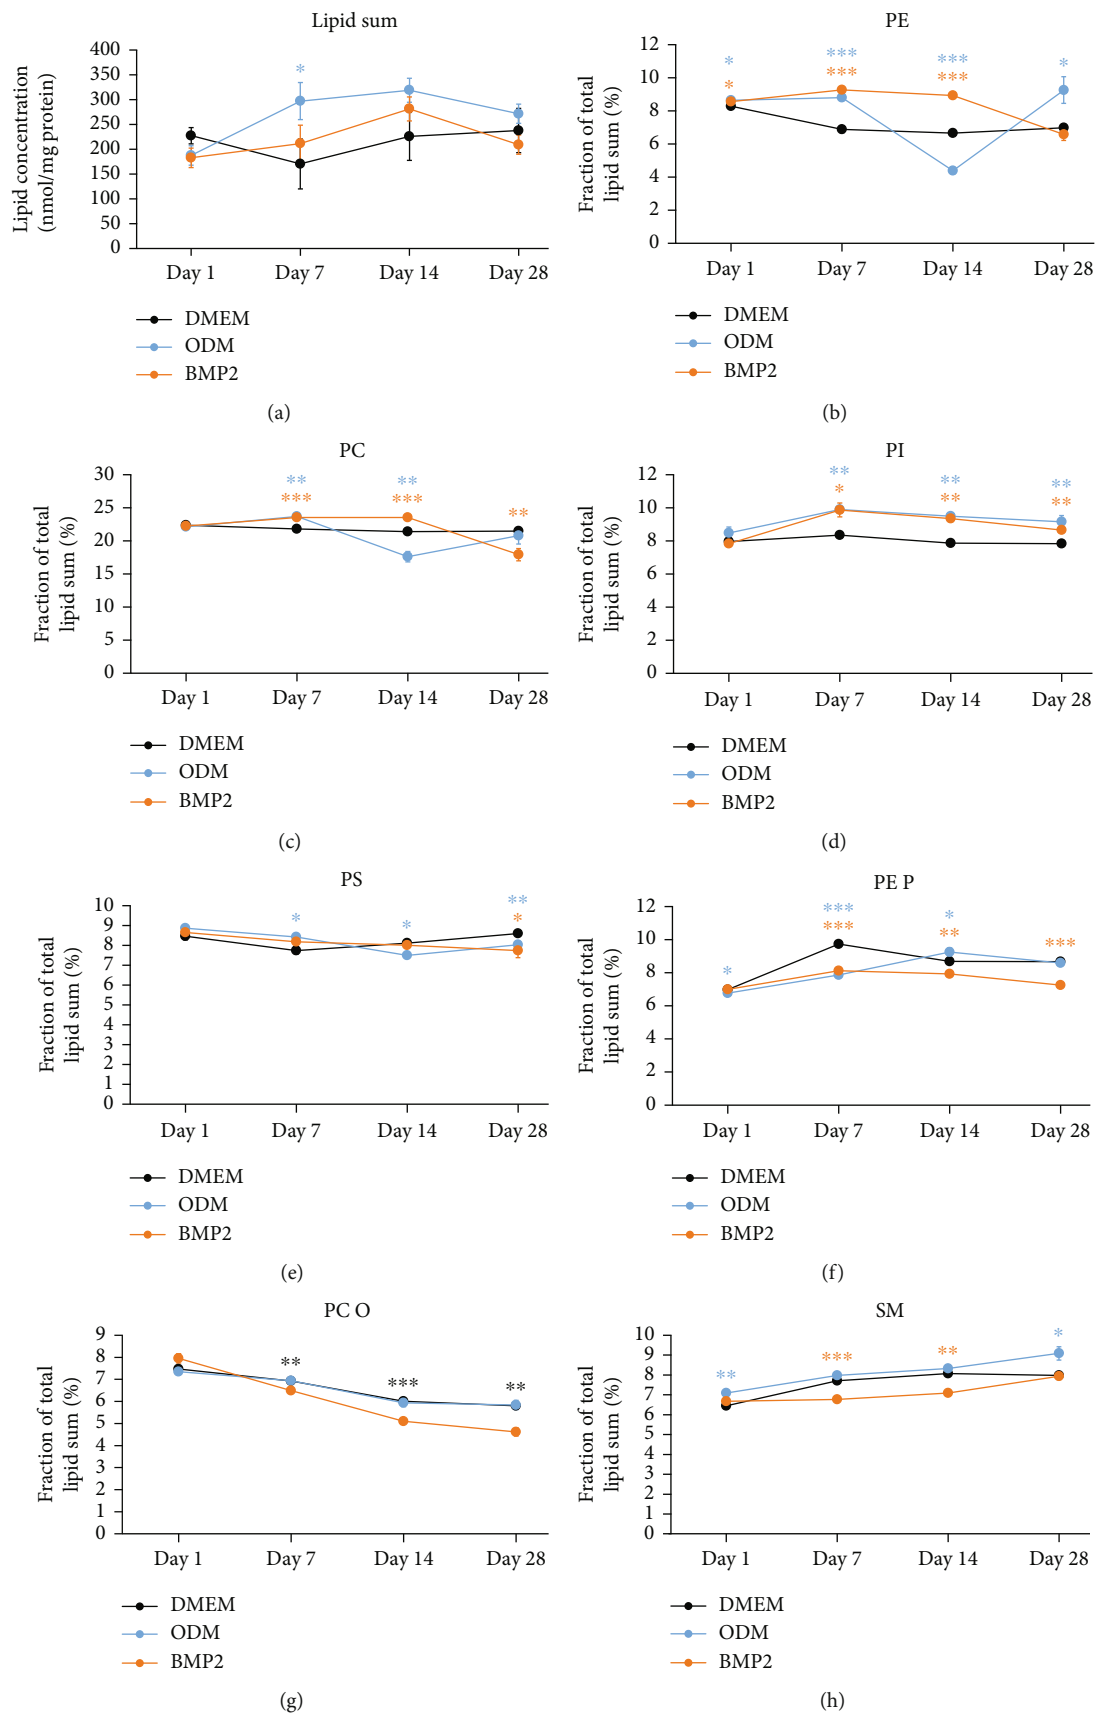 Lipid sum
Lipid concentration
(nmol/mg protein)
400
350
300
250
200
150
100
50
0
*
Day 1 Day 7 Day 14 Day 28
DMEM
ODM
BMP2
(a)
PE
Fraction of total
lipid sum (%)
12
10
8
6
4
2
0
* *** *** *
* *** ***
Day 1 Day 7 Day 14 Day 28
DMEM
ODM
BMP2
(b)
PC
Fraction of total
lipid sum (%)
30
25
20
15
10
5
0
** **
*** *** **
Day 1 Day 7 Day 14 Day 28
DMEM
ODM
BMP2
(c)
PI
Fraction of total
lipid sum (%)
12
10
8
6
4
2
0
** ** **
* ** **
Day 1 Day 7 Day 14 Day 28
DMEM
ODM
BMP2
(d)
PS
Fraction of total
lipid sum (%)
10
9
8
7
6
5
4
3
2
1
0
* * **
*
Day 1 Day 7 Day 14 Day 28
DMEM
ODM
BMP2
(e)
PE P
Fraction of total
lipid sum (%)
12
10
8
6
4
2
0
* *** *
*** ** ***
Day 1 Day 7 Day 14 Day 28
DMEM
ODM
BMP2
(f)
PC O
Fraction of total
lipid sum (%)
9
8
7
6
5
4
3
2
1
0
** *** **
Day 1 Day 7 Day 14 Day 28
DMEM
ODM
BMP2
(g)
SM
Fraction of total
lipid sum (%)
10
9
8
7
6
5
4
3
2
1
0
** *** ** *
Day 1 Day 7 Day 14 Day 28
DMEM
ODM
BMP2
(h)